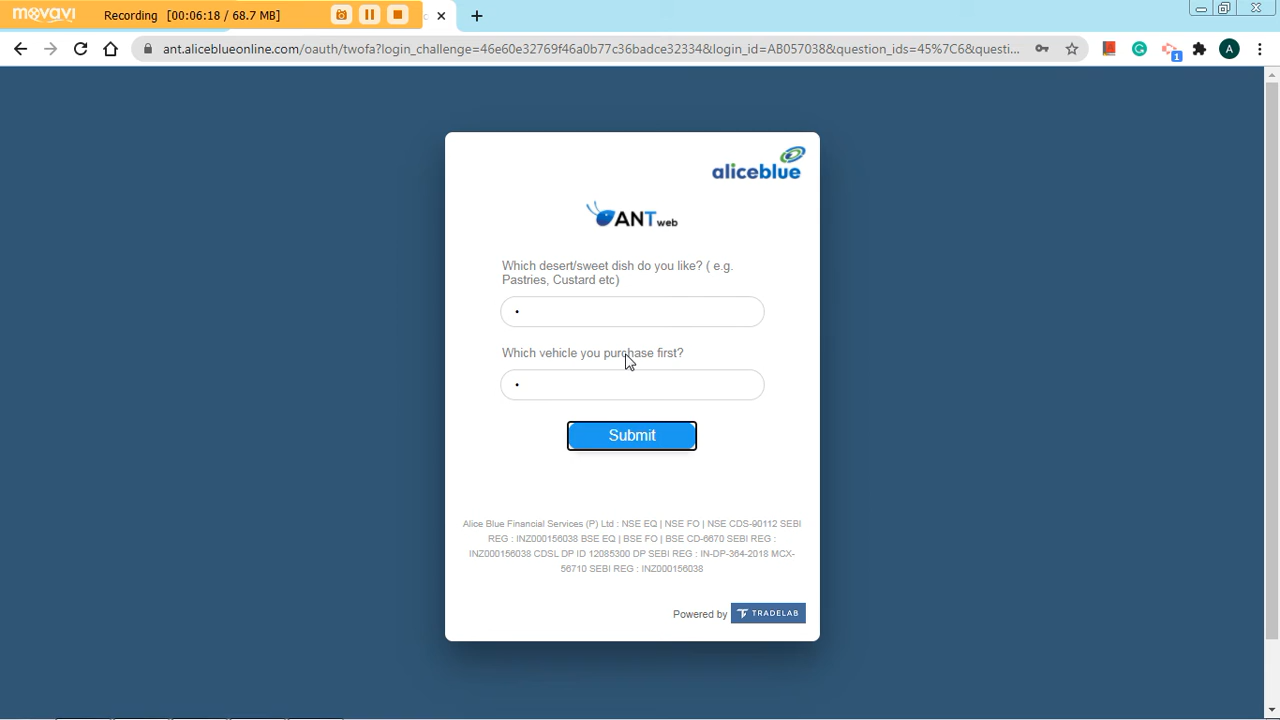 movavi
Recording [00:06:18 / 68.7 MB]
ant.aliceblueonline.com/oauth/twofa?login_challenge=46e60e32769f46a0b77c36badce32334&login_id=AB057038&question_ids=45%7C6&questi...
1
A
aliceblue
ANT web
Which desert/sweet dish do you like? ( e.g.
Pastries, Custard etc)
•
Which vehicle you purchase first?
•
Submit
Alice Blue Financial Services (P) Ltd : NSE EQ | NSE FO | NSE CDS-90112 SEBI
REG : INZ000156038 BSE EQ | BSE FO | BSE CD-6670 SEBI REG :
INZ000156038 CDSL DP ID 12085300 DP SEBI REG : IN-DP-364-2018 MCX-
56710 SEBI REG : INZ000156038
Powered by TRADELAB